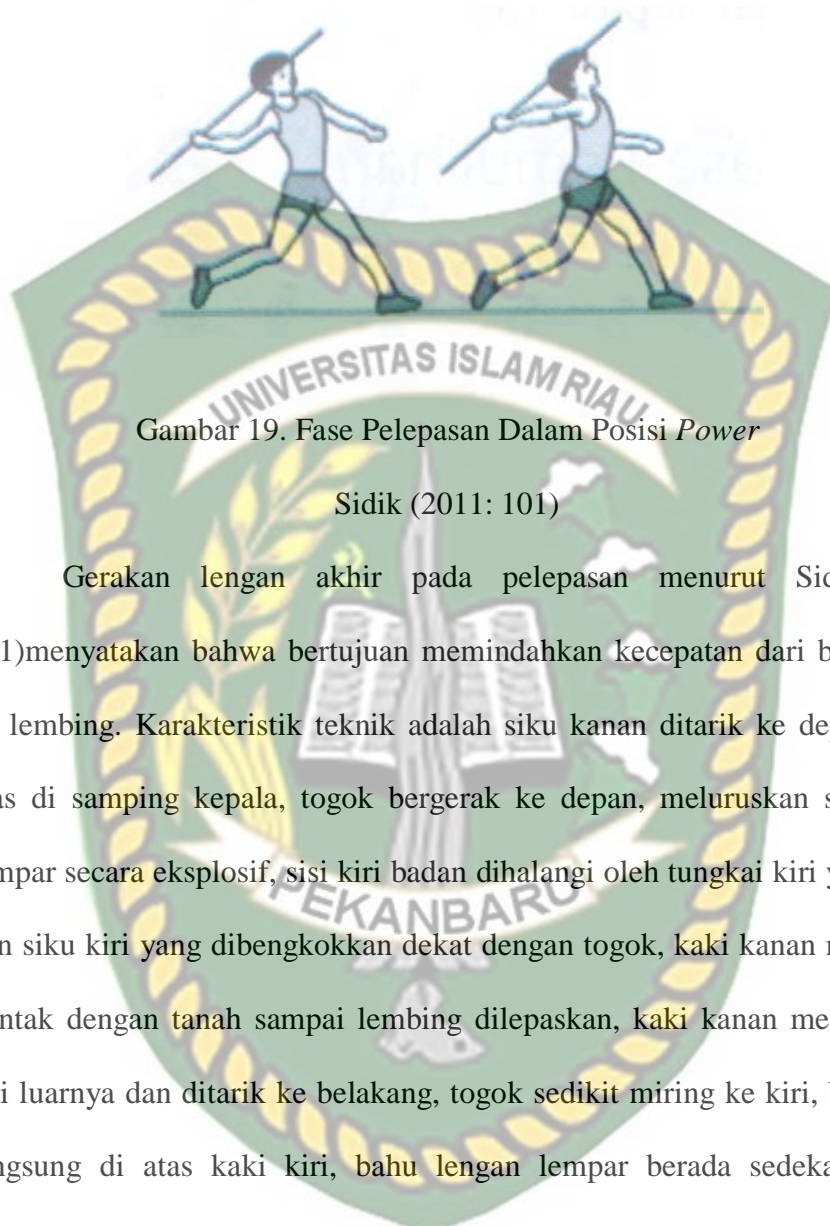 UNIVERSITAS ISLAM RIAU
Gambar 19. Fase Pelepasan Dalam Posisi Power
Sidik (2011: 101)
Gerakan lengan akhir pada pelepasan menurut Sid
1)menyatakan bahwa bertujuan memindahkan kecepatan dari b
lembing. Karakteristik teknik adalah siku kanan ditarik ke de
as di samping kepala, togok bergerak ke depan, meluruskan s
mpar secara eksplosif, sisi kiri badan dihalangi oleh tungkai kiri y
n siku kiri yang dibengkokkan dekat dengan togok, kaki kanan
ntak dengan tanah sampai lembing dilepaskan, kaki kanan me
i luarnya dan ditarik ke belakang, togok sedikit miring ke kiri,
ngsung di atas kaki kiri, bahu lengan lempar berada sedeka
PEKANBARU